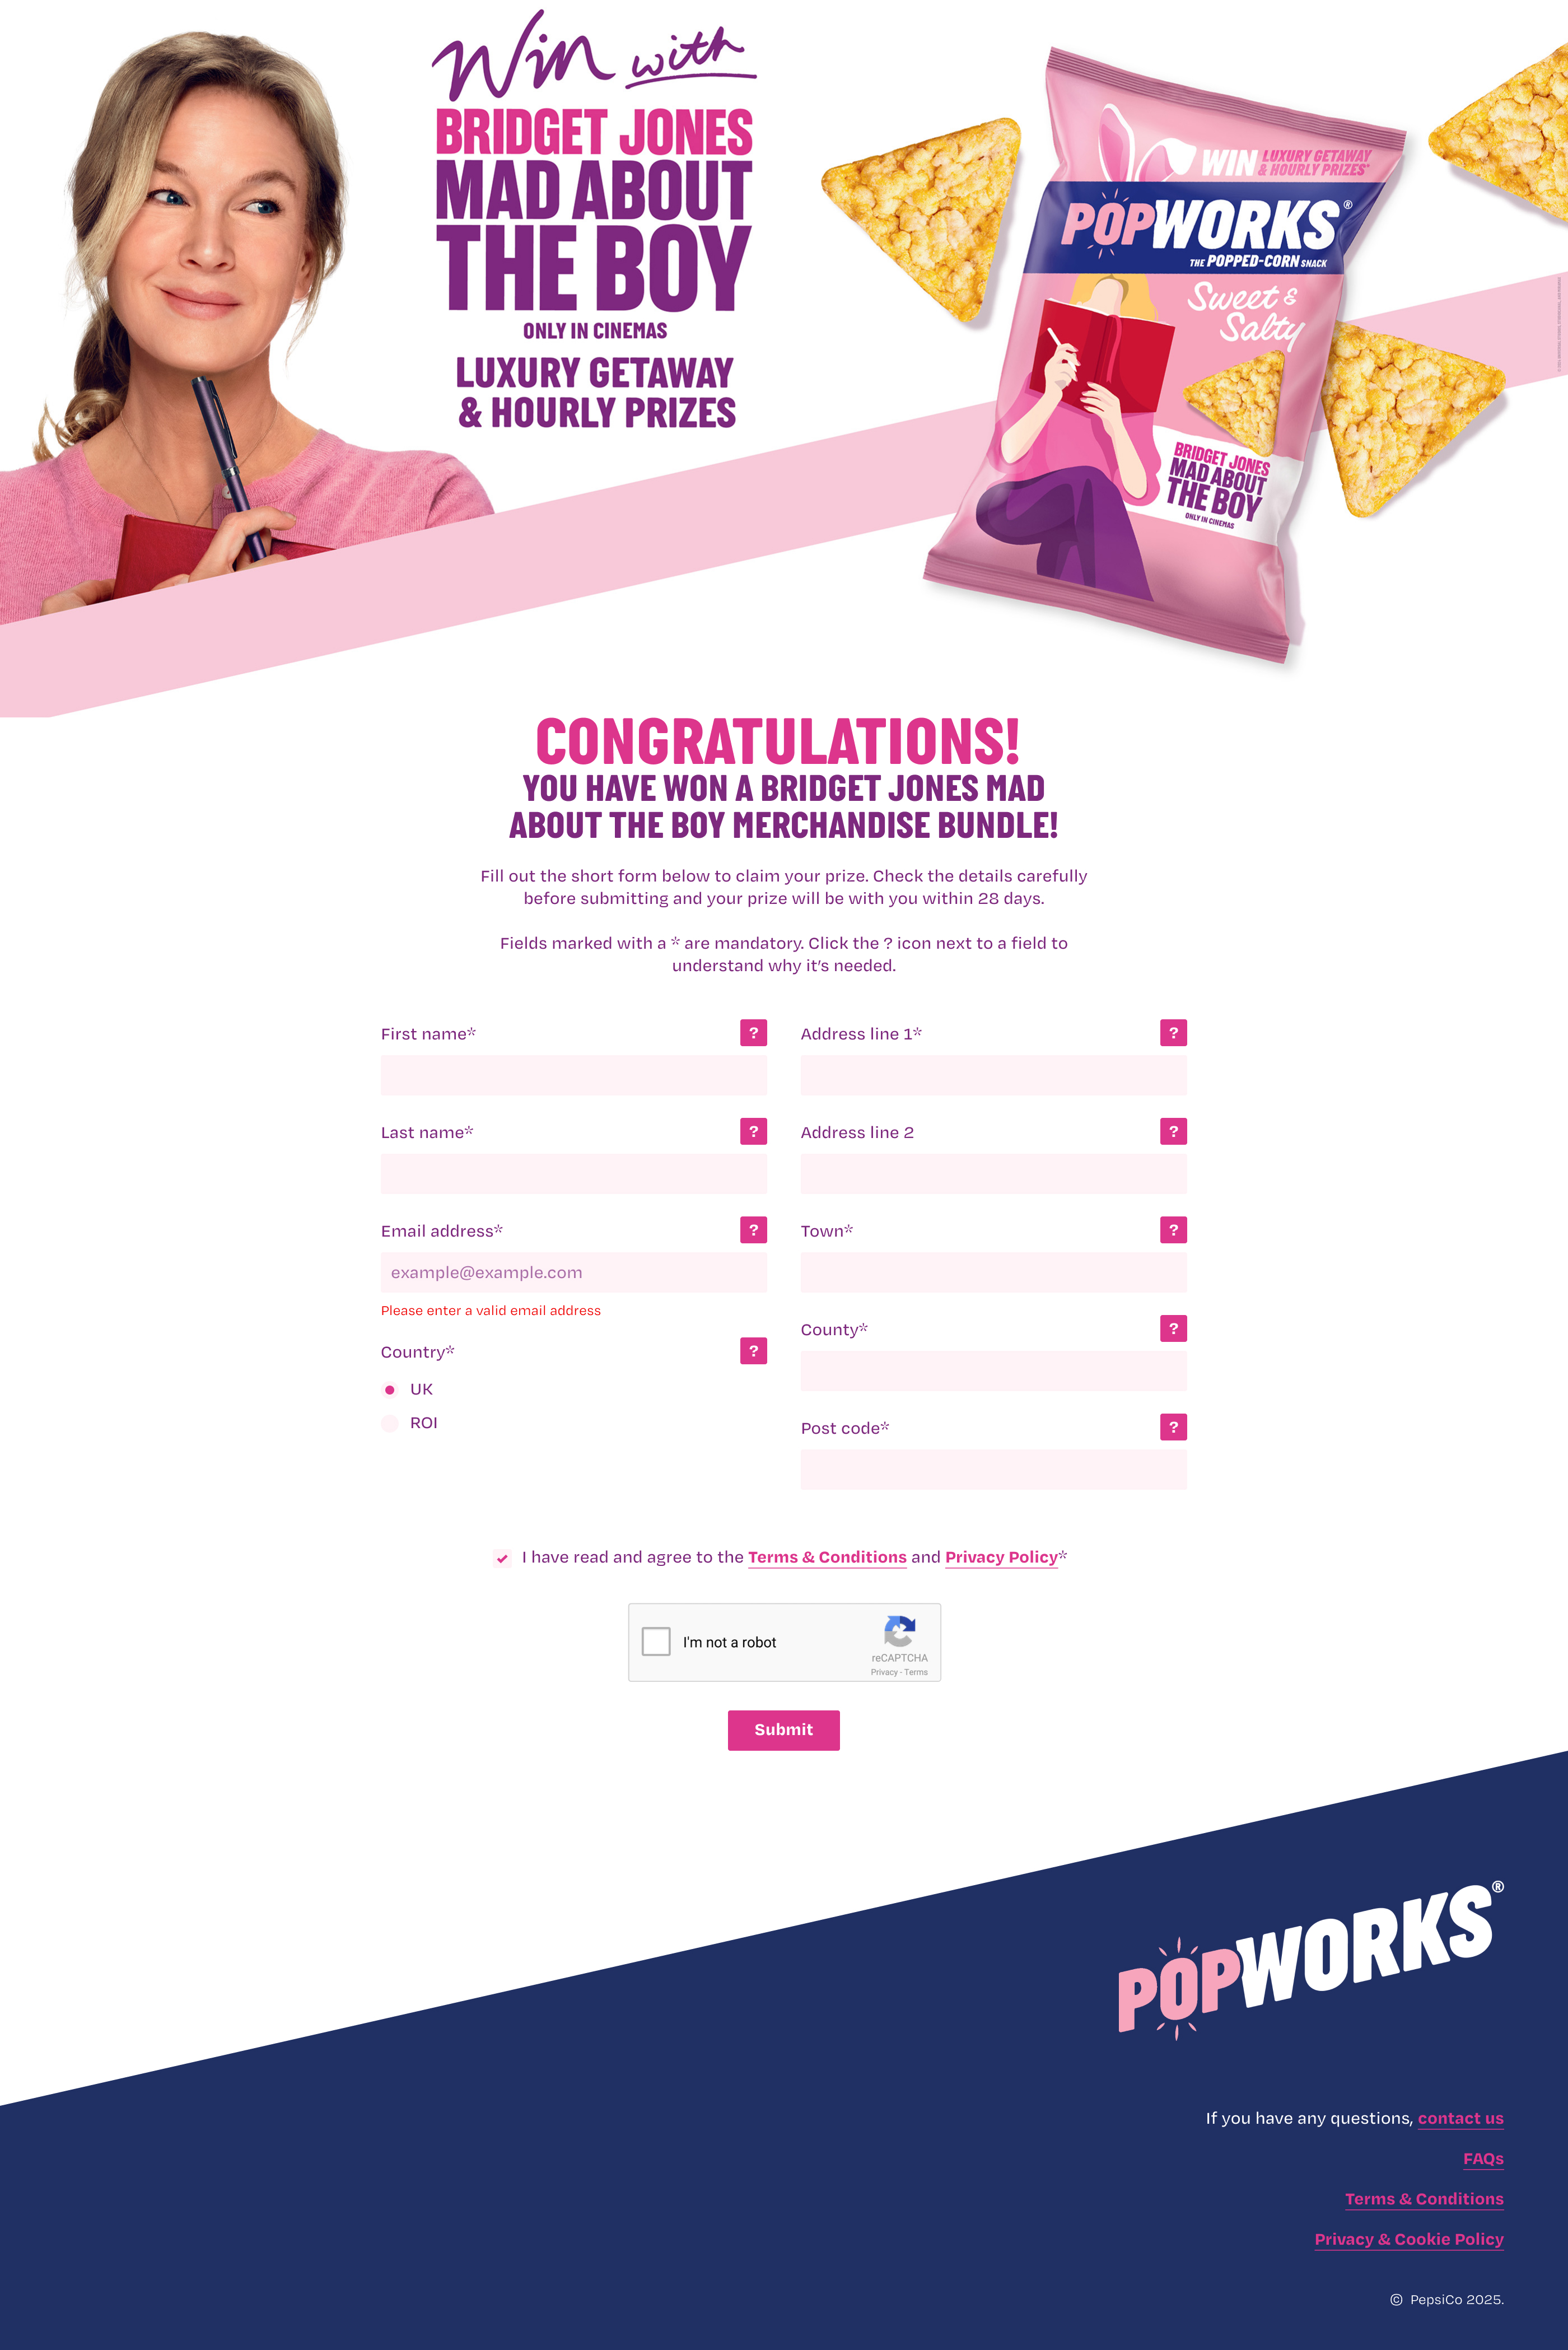 Win with
BRIDGET JONES
MAD ABOUT
THE BOY
ONLY IN CINEMAS
LUXURY GETAWAY
& HOURLY PRIZES
WIN LUXURY GETAWAY
& HOURLY PRIZES*
POPWORKS®
THE POPPED-CORN SNACK
Sweet &
Salty
BRIDGET JONES
MAD ABOUT
THE BOY
ONLY IN CINEMAS
CONGRATULATIONS!
YOU HAVE WON A BRIDGET JONES MAD
ABOUT THE BOY MERCHANDISE BUNDLE!
Fill out the short form below to claim your prize. Check the details carefully
before submitting and your prize will be with you within 28 days.
Fields marked with a * are mandatory. Click the ? icon next to a field to
understand why it's needed.
First name* ?
Last name* ?
Email address* ?
example@example.com
Please enter a valid email address
Country* ?
UK
ROI
Address line 1* ?
Address line 2 ?
Town* ?
County* ?
Post code* ?
I have read and agree to the Terms & Conditions and Privacy Policy*
I'm not a robot
reCAPTCHA
Privacy - Terms
Submit
POPWORKS®
If you have any questions, contact us
FAQs
Terms & Conditions
Privacy & Cookie Policy
© PepsiCo 2025.